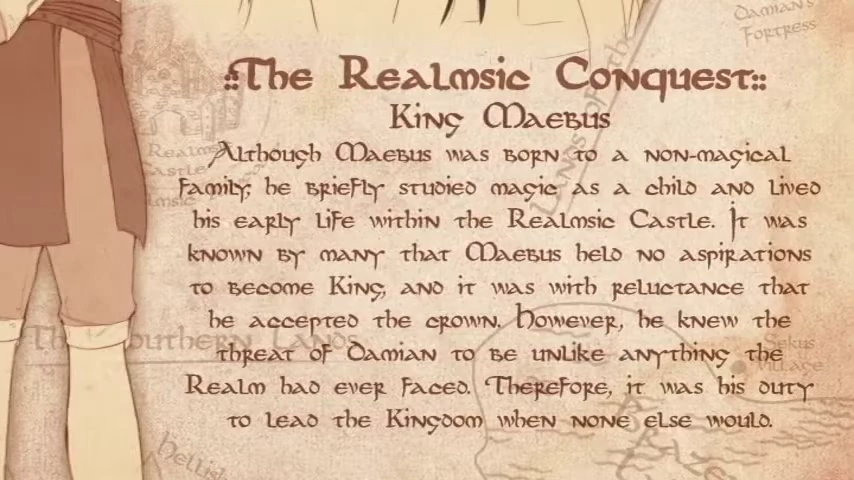 Damian's
Fortress
::The Realmsic Conquest::
King Maebus
Although Maebus was born to a non-magical
family, he briefly studied magic as a child and lived
his early life within the Realmsic Castle. It was
known by many that Maebus held no aspirations
to become King, and it was with reluctance that
he accepted the crown. However, he knew the
threat of Damian to be unlike anything the
Realm had ever faced. Therefore, it was his duty
to lead the Kingdom when none else would.
The Southern Lands
Sekus
Village